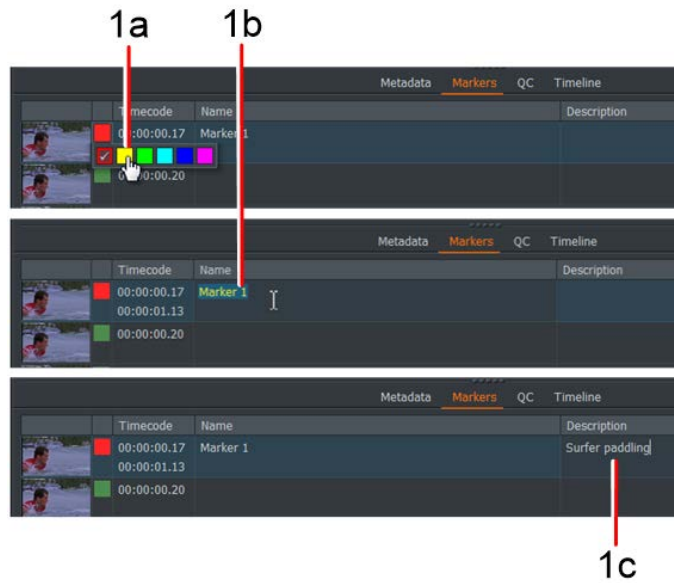 1a 1b
Metadata Markers QC Timeline
Timecode Name Description
00:00:00.17 Marker 1
00:00:00.20
Metadata Markers QC Timeline
Timecode Name Description
00:00:00.17 Marker 1
00:00:01.13
00:00:00.20
Metadata Markers QC Timeline
Timecode Name Description
00:00:00.17 Marker 1 Surfer paddling
00:00:01.13
00:00:00.20
1c